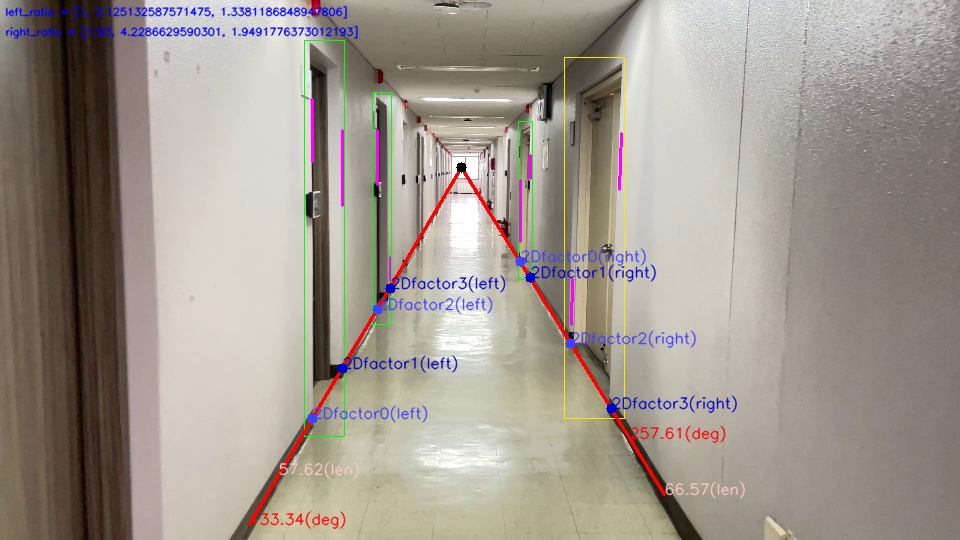 left_ratio = [1, 2.125132587571475, 1.3381186848947806]
right_ratio = [1.93, 4.2286629590301, 1.9491776373012193]
2Dfactor0(right)
2Dfactor1(right)
2Dfactor3(left)
2Dfactor2(left)
2Dfactor2(right)
2Dfactor1(left)
2Dfactor3(right)
2Dfactor0(left)
257.61(deg)
57.62(len)
66.57(len)
33.34(deg)